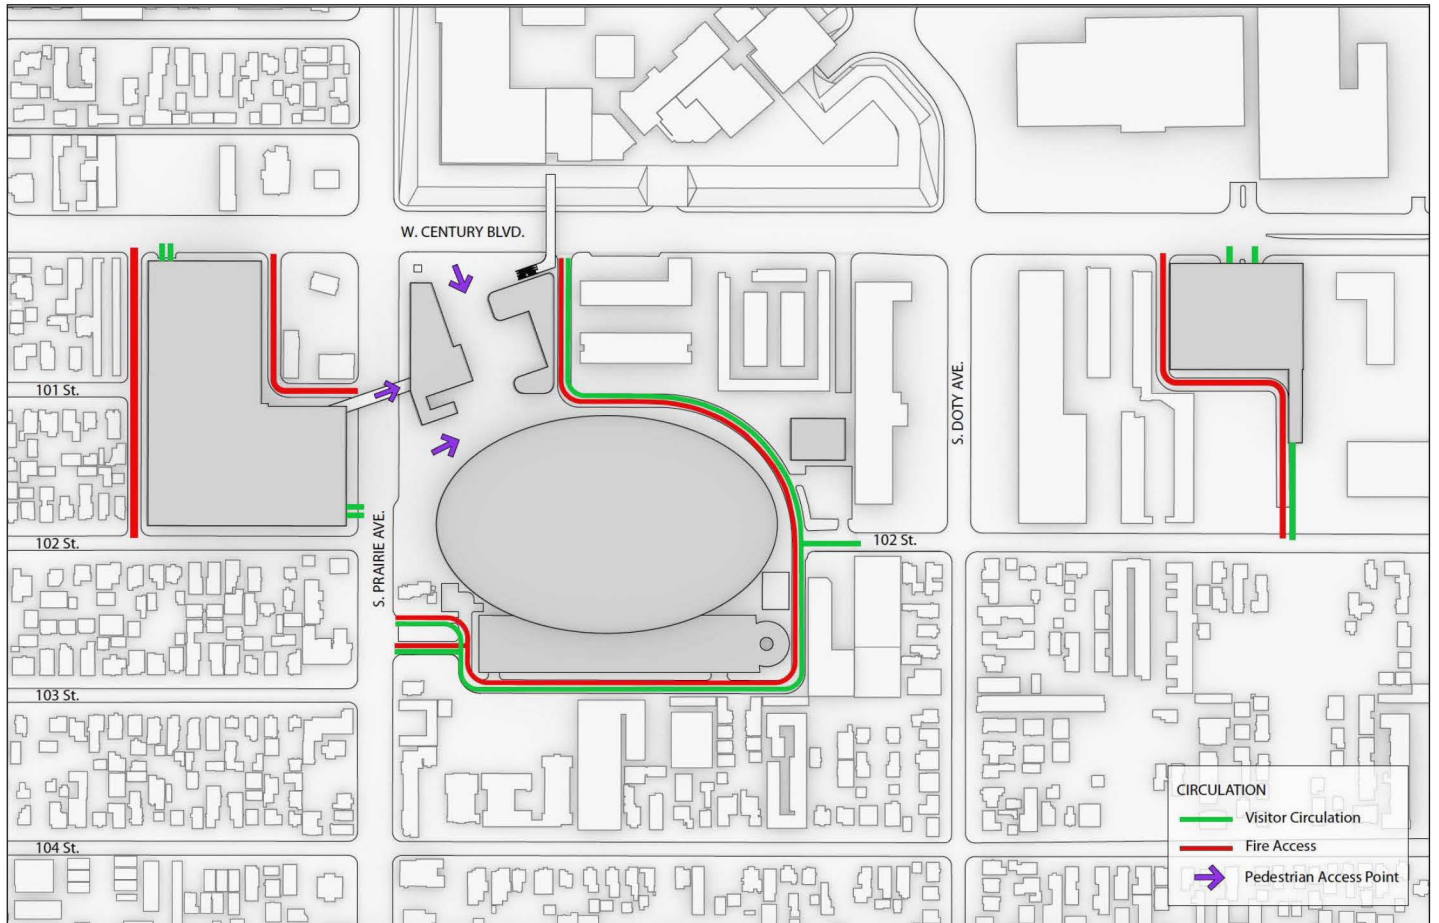 W. CENTURY BLVD.
101 St.
S. DOTY AVE.
S. PRAIRIE AVE.
102 St.
102 St.
103 St.
104 St.
CIRCULATION
Visitor Circulation
Fire Access
Pedestrian Access Point